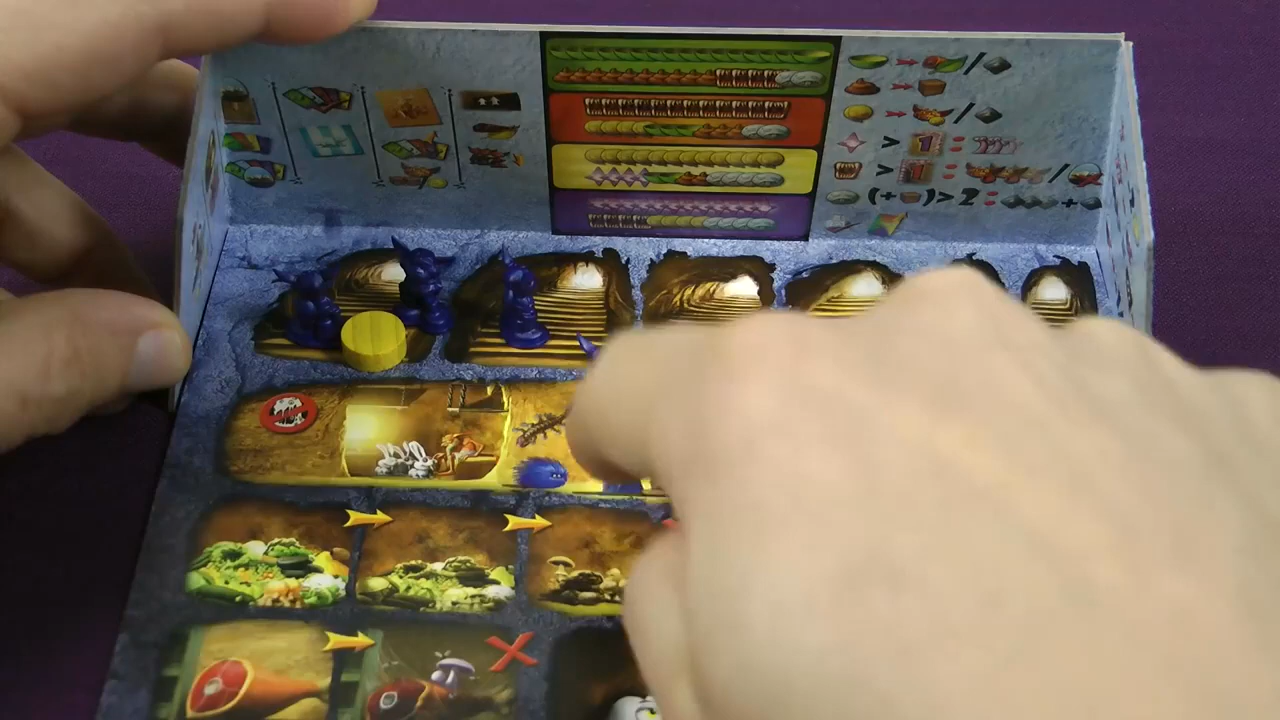 > 1 :
> 1 : /
(+ ) > 2 : +